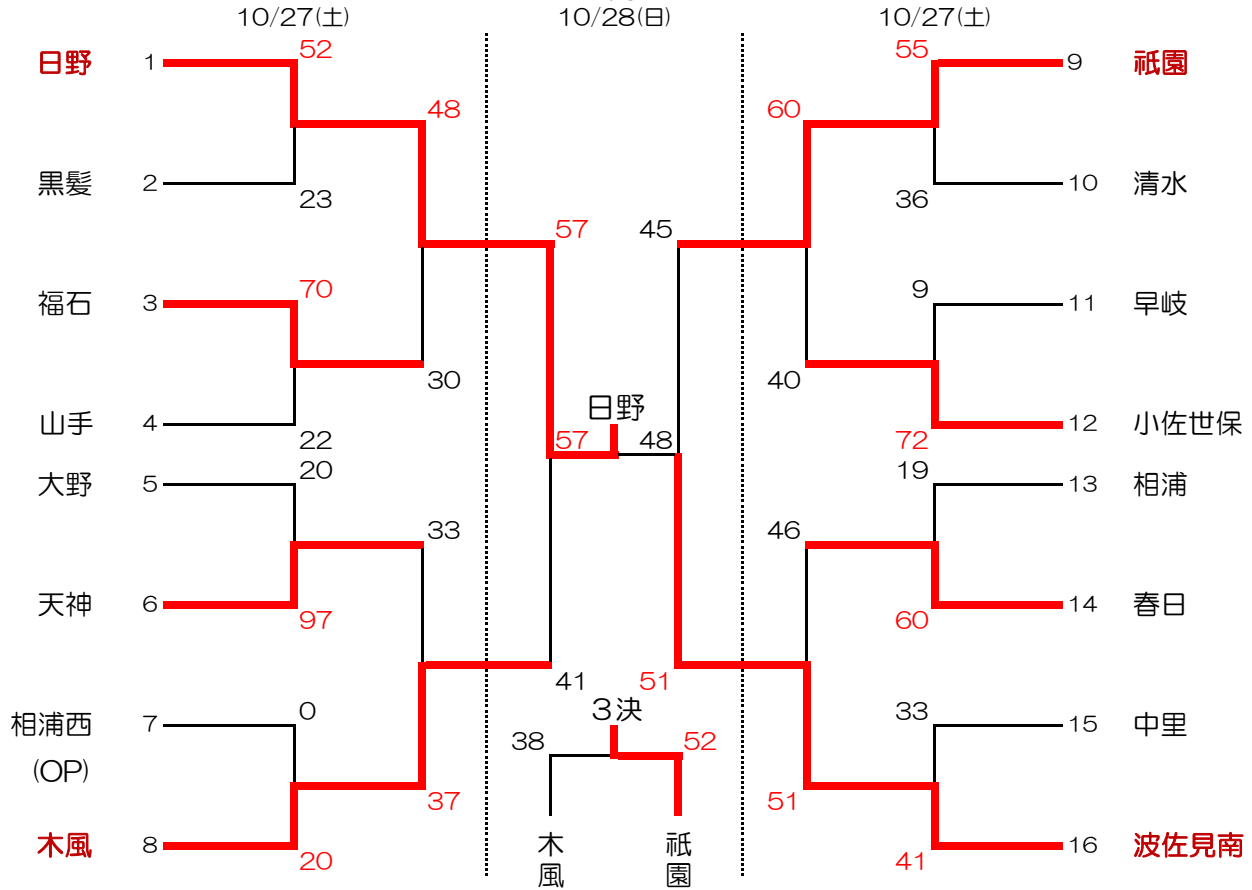 10/27(土) 10/28(日) 10/27(土)
52 55
日野 1 9 祇園
48 60
黒髪 2 10 清水
23 36
57 45
70 9
福石 3 11 早岐
30 40
日野
山手 4 12 小佐世保
22 57 48 72
20 19
大野 5 13 相浦
33 46
天神 6 14 春日
97 60
41 51
3決
0 33
相浦西 7 15 中里
38 52
(OP)
37 51
木風 8 木風 祇園 16 波佐見南
20 41